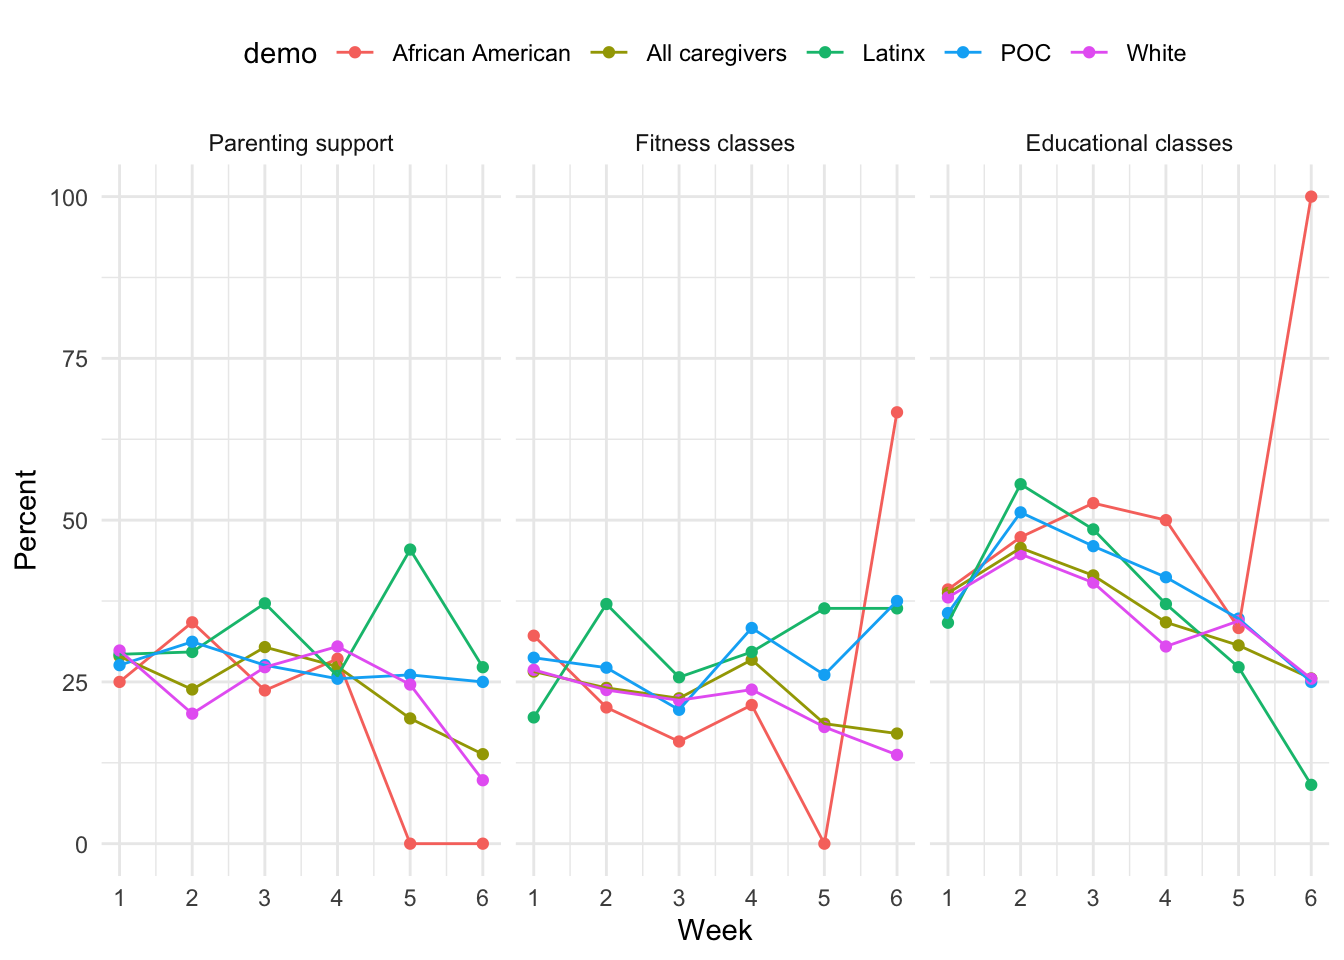 demo African American All caregivers Latinx POC White
Parenting support Fitness classes Educational classes
100
75
50
25
0
Percent
1 2 3 4 5 6 1 2 3 4 5 6 1 2 3 4 5 6
Week